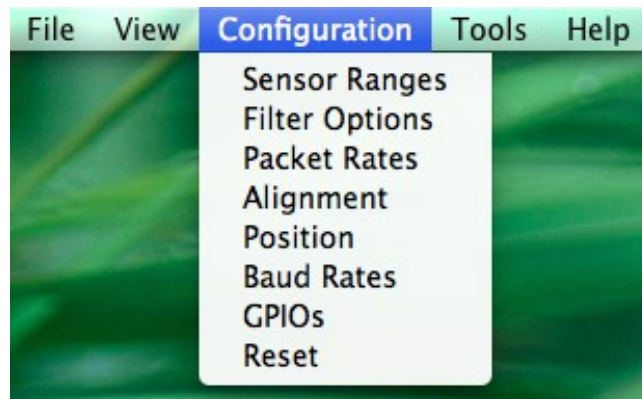 File View Configuration Tools Help
Sensor Ranges
Filter Options
Packet Rates
Alignment
Position
Baud Rates
GPIOs
Reset